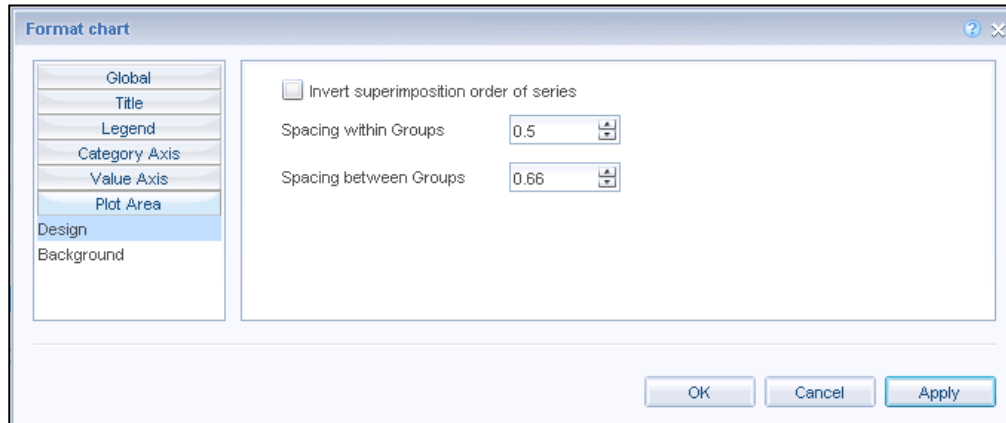 Format chart
Global
Title
Legend
Category Axis
Value Axis
Plot Area
Design
Background
Invert superimposition order of series
Spacing within Groups 0.5
Spacing between Groups 0.66
OK Cancel Apply